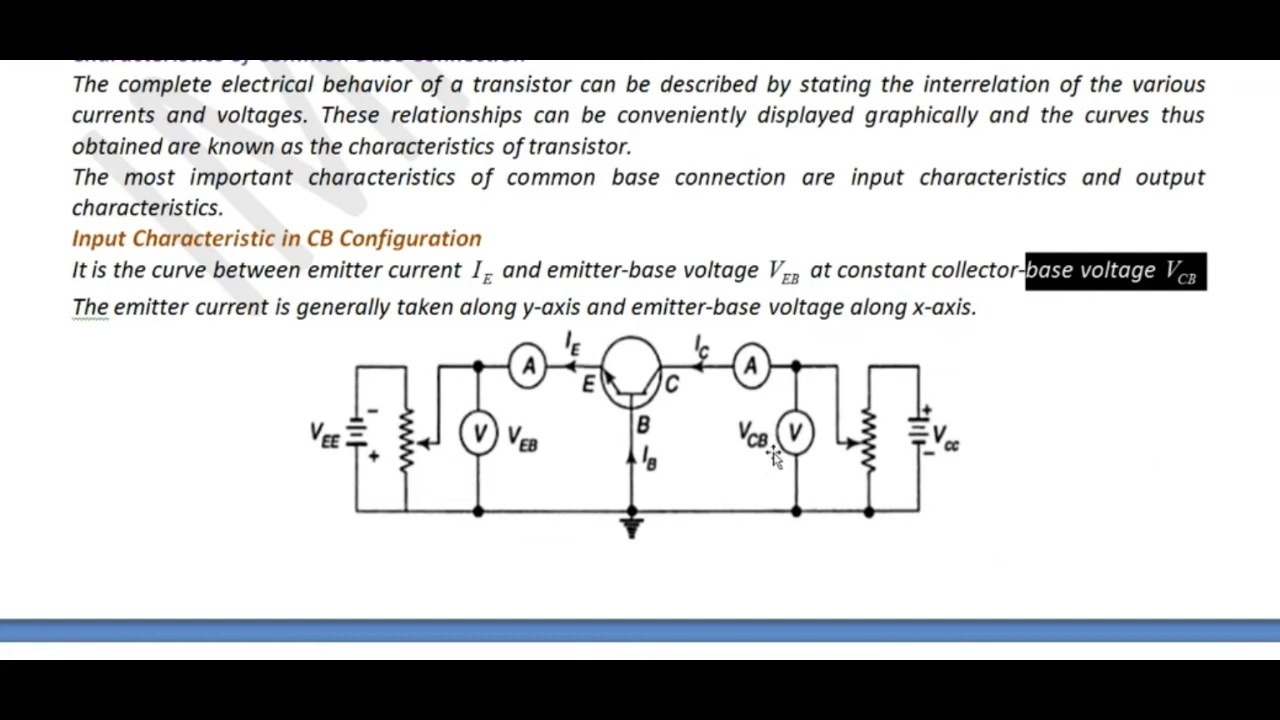 Characteristics of Common Base Connection
The complete electrical behavior of a transistor can be described by stating the interrelation of the various
currents and voltages. These relationships can be conveniently displayed graphically and the curves thus
obtained are known as the characteristics of transistor.
The most important characteristics of common base connection are input characteristics and output
characteristics.
Input Characteristic in CB Configuration
It is the curve between emitter current I_E and emitter-base voltage V_EB at constant collector-base voltage V_CB
The emitter current is generally taken along y-axis and emitter-base voltage along x-axis.
I_E I_C
A A
E C
V_EE - + V V_EB B V_CB V + - V_cc
I_B